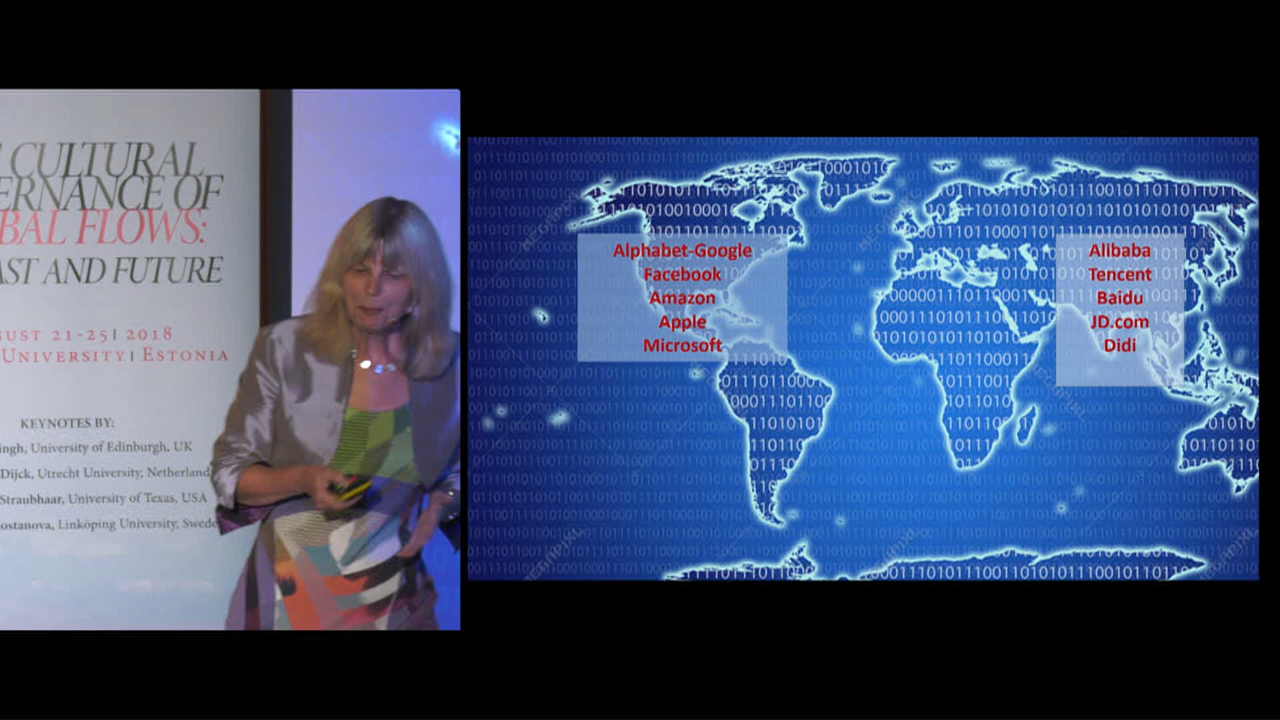 CULTURAL
ERNANCE OF
BAL FLOWS:
AST AND FUTURE
UST 21-25| 2018
UNIVERSITY | ESTONIA
KEYNOTES BY:
ingh, University of Edinburgh, UK
Dijck, Utrecht University, Netherland
Straubhaar, University of Texas, USA
ostanova, Linköping University, Swede
Alphabet-Google
Facebook
Amazon
Apple
Microsoft
Alibaba
Tencent
Baidu
JD.com
Didi